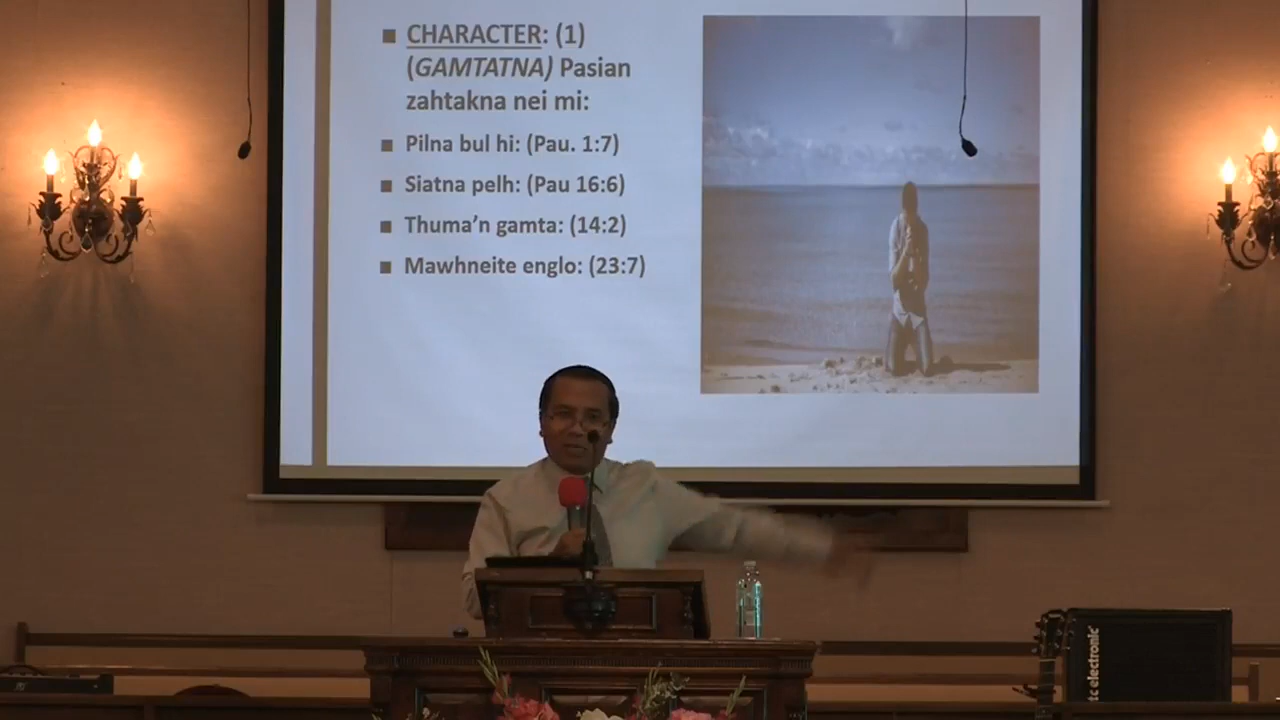 ■ CHARACTER: (1)
(GAMTATNA) Pasian
zahtakna nei mi:
■ Pilna bul hi: (Pau. 1:7)
■ Siatna pelh: (Pau 16:6)
■ Thuma’n gamta: (14:2)
■ Mawhneite englo: (23:7)
t.c electronic